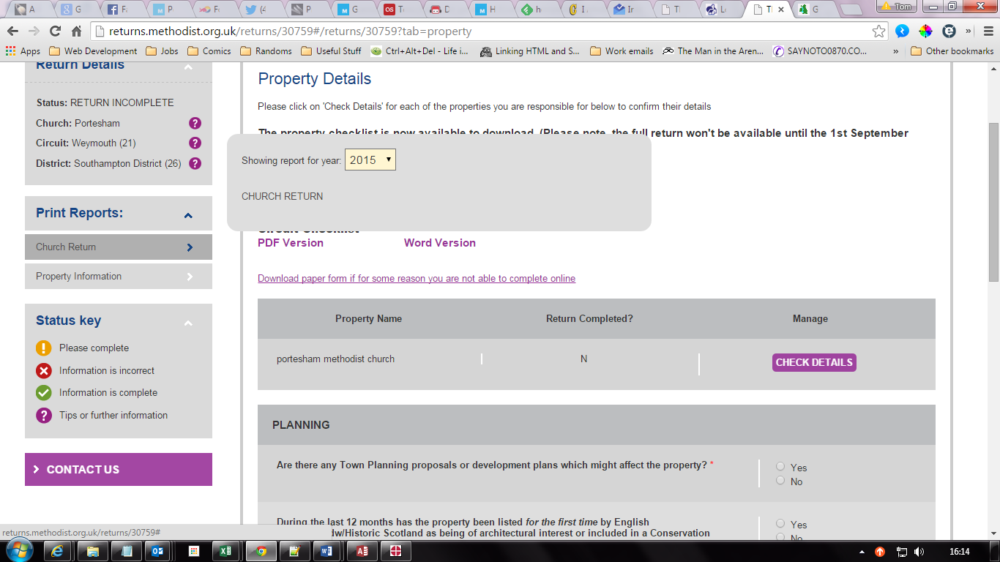 A
G
Fa
P
Fe
(4
P
G
To
D
H
h
I
In
Th
Lo
Th
G
Tom
returns.methodist.org.uk/returns/30759#/returns/30759?tab=property
Apps Web Development Jobs Comics Randoms Useful Stuff Ctrl+Alt+Del - Life i... Linking HTML and S... Work emails The Man in the Aren... SAYNOTO0870.CO... » Other bookmarks
Return Details
Status: RETURN INCOMPLETE
Church: Portesham
Circuit: Weymouth (21)
District: Southampton District (26)
Print Reports:
Church Return
Property Information
Status key
Please complete
Information is incorrect
Information is complete
Tips or further information
CONTACT US
Property Details
Please click on 'Check Details' for each of the properties you are responsible for below to confirm their details
The property checklist is now available to download. (Please note, the full return won't be available until the 1st September
Showing report for year: 2015
CHURCH RETURN
Circuit Checklist
PDF Version Word Version
Download paper form if for some reason you are not able to complete online
Property Name Return Completed? Manage
portesham methodist church N CHECK DETAILS
PLANNING
Are there any Town Planning proposals or development plans which might affect the property? *
Yes
No
During the last 12 months has the property been listed for the first time by English
dw/Historic Scotland as being of architectural interest or included in a Conservation
Yes
No
returns.methodist.org.uk/returns/30759#
16:14